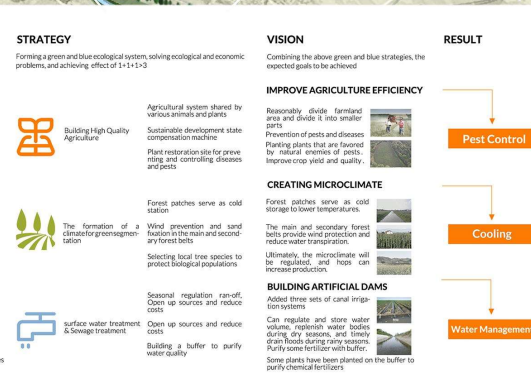 STRATEGY
Forming a green and blue ecological system, solving ecological and economic
problems, and achieving effect of 1+1+1>3
Building High Quality
Agriculture
Agricultural system shared by
various animals and plants
Sustainable development state
compensation machine
Plant restoration site for preve
nting and controlling diseases
and pests
The formation of a
climateforgreensegmen-
tation
Forest patches serve as cold
station
Wind prevention and sand
fixation in the main and second-
ary forest belts
Selecting local tree species to
protect biological populations
surface water treatment
& Sewage treatment
Seasonal regulation ran-off,
Open up sources and reduce
costs
Open up sources and reduce
costs
Building a buffer to purify
water quality
es
VISION
Combining the above green and blue strategies, the
expected goals to be achieved
IMPROVE AGRICULTURE EFFICIENCY
Reasonably divide farmland
area and divide it into smaller
parts
Prevention of pests and diseases
Planting plants that are favored
by natural enemies of pests.
Improve crop yield and quality.
CREATING MICROCLIMATE
Forest patches serve as cold
storage to lower temperatures.
The main and secondary forest
belts provide wind protection and
reduce water transpiration.
Ultimately, the microclimate will
be regulated, and hops can
increase production.
BUILDING ARTIFICIAL DAMS
Added three sets of canal irriga-
tion systems
Can regulate and store water
volume, replenish water bodies
during dry seasons, and timely
drain floods during rainy seasons.
Purify some fertilizer with buffer.
Some plants have been planted on the buffer to
purify chemical fertilizers
RESULT
Pest Control
Cooling
Water Management